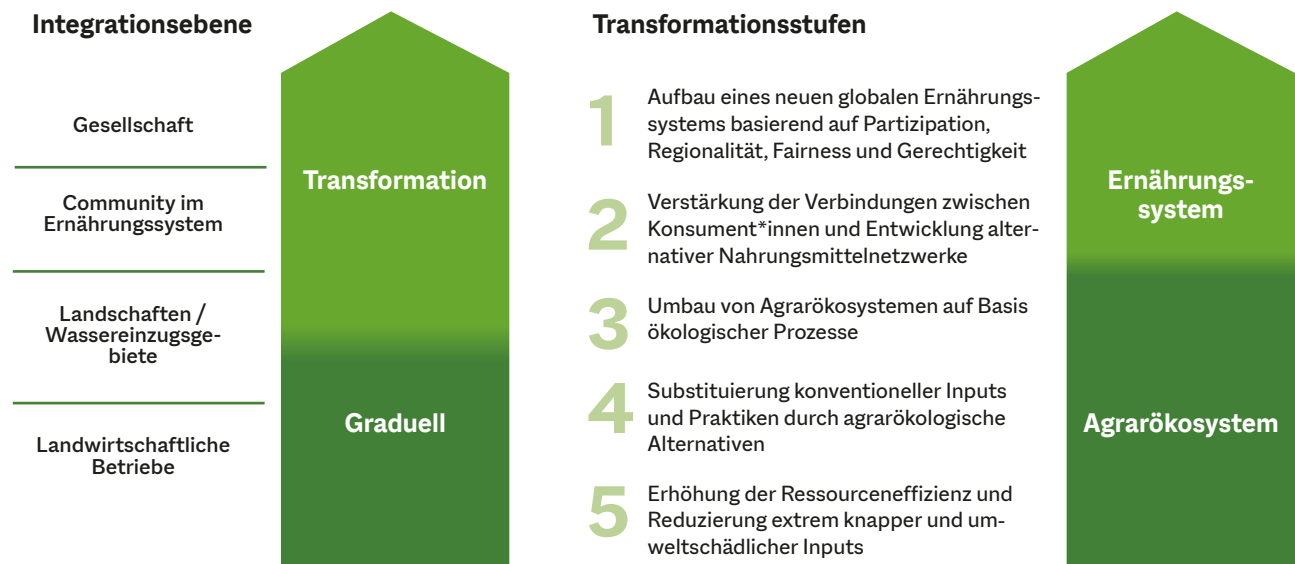 Integrationsebene
Gesellschaft
Community im
Ernährungssystem
Landschaften /
Wassereinzugsge-
biete
Landwirtschaftliche
Betriebe
Transformation
Graduell
Transformationsstufen
1
Aufbau eines neuen globalen Ernährungs-
systems basierend auf Partizipation,
Regionalität, Fairness und Gerechtigkeit
2
Verstärkung der Verbindungen zwischen
Konsument*innen und Entwicklung alter-
nativer Nahrungsmittelnetzwerke
3
Umbau von Agrarökosystemen auf Basis
ökologischer Prozesse
4
Substituierung konventioneller Inputs
und Praktiken durch agrarökologische
Alternativen
5
Erhöhung der Ressourceneffizienz und
Reduzierung extrem knapper und um-
weltschädlicher Inputs
Ernährungs-
system
Agrarökosystem